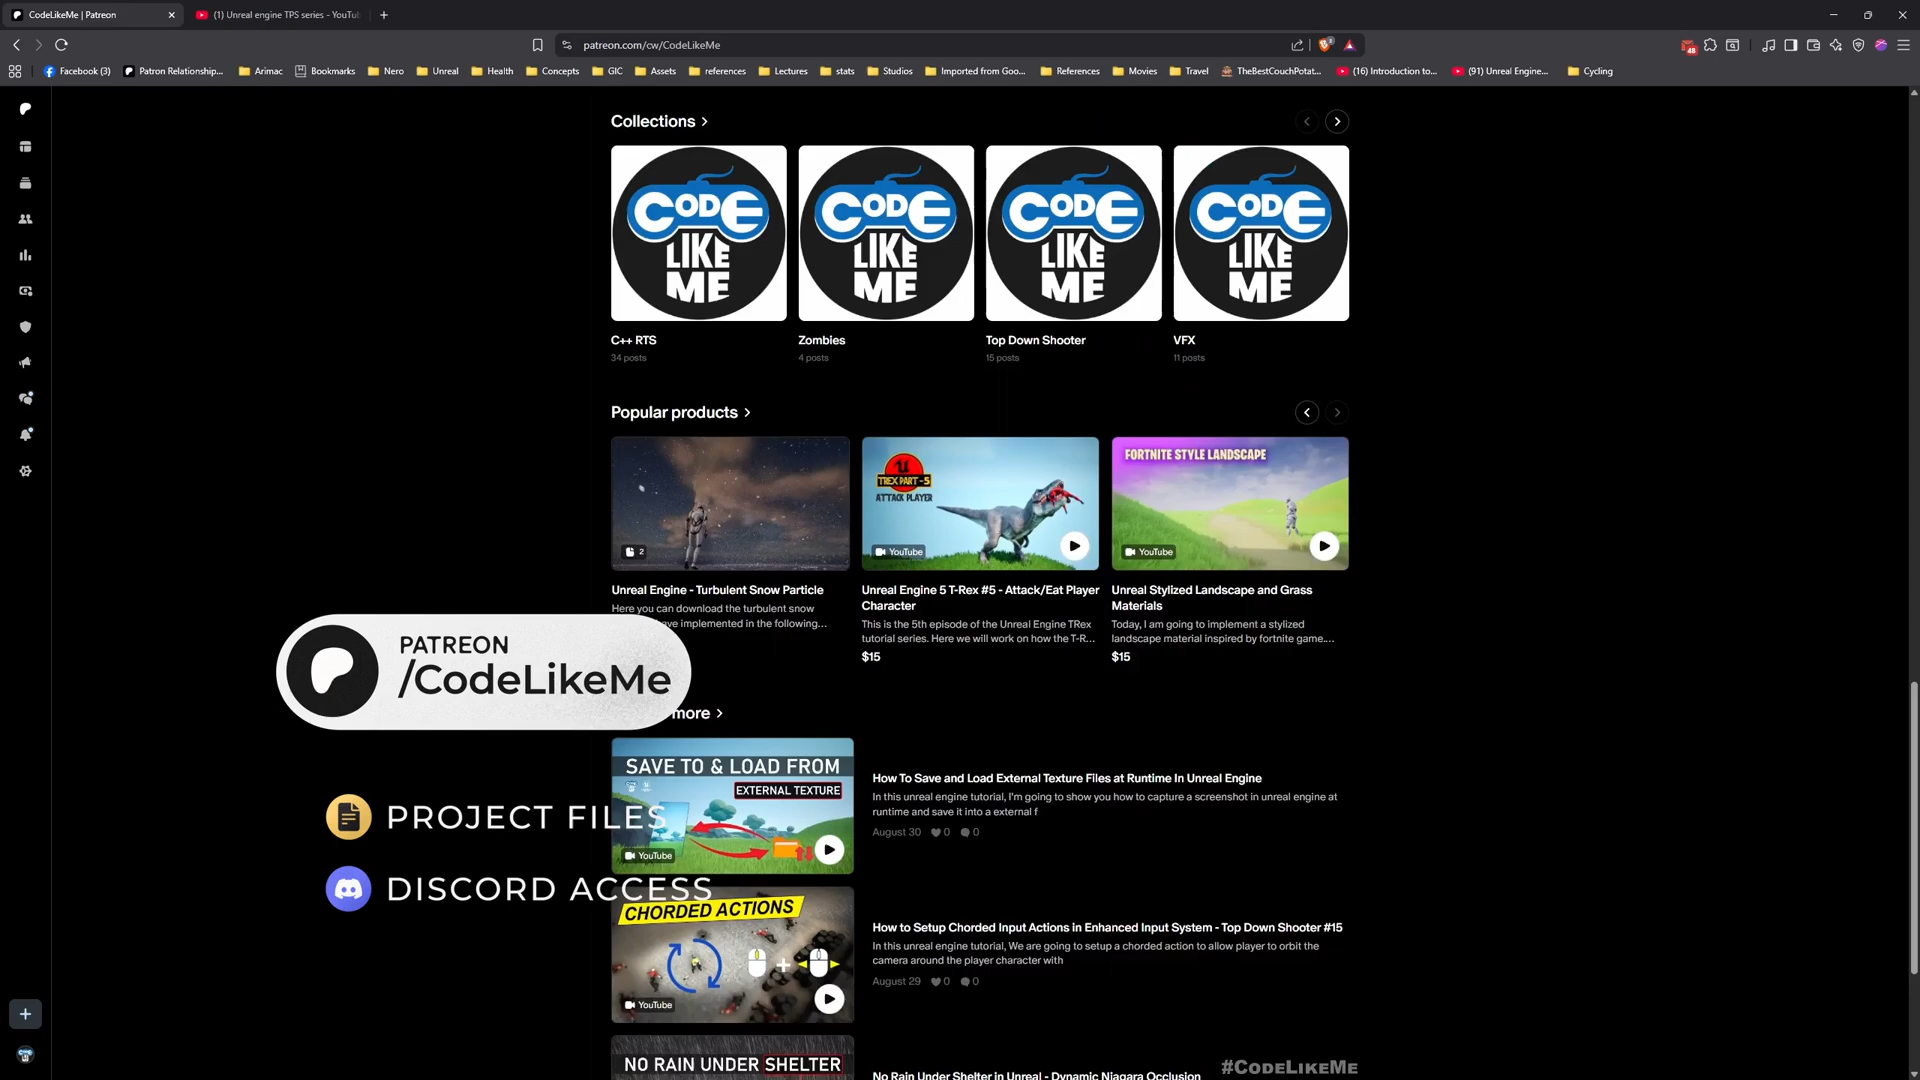 CodeLikeMe | Patreon
(1) Unreal engine TPS series - YouTu
patreon.com/cw/CodeLikeMe
48
Facebook (3)
Patron Relationship...
Arimac
Bookmarks
Nero
Unreal
Health
Concepts
GIC
Assets
references
Lectures
stats
Studios
Imported from Goo...
References
Movies
Travel
TheBestCouchPotat...
(16) Introduction to...
(91) Unreal Engine...
Cycling
Collections
CODE
LIKE
ME
CODE
LIKE
ME
CODE
LIKE
ME
CODE
LIKE
ME
C++ RTS
34 posts
Zombies
4 posts
Top Down Shooter
15 posts
VFX
11 posts
Popular products
2
TREX PART - 5
ATTACK PLAYER
YouTube
FORTNITE STYLE LANDSCAPE
YouTube
Unreal Engine - Turbulent Snow Particle
Here you can download the turbulent snow
ave implemented in the following...
Unreal Engine 5 T-Rex #5 - Attack/Eat Player
Character
This is the 5th episode of the Unreal Engine TRex
tutorial series. Here we will work on how the T-R...
$15
Unreal Stylized Landscape and Grass
Materials
Today, I am going to implement a stylized
landscape material inspired by fortnite game....
$15
PATREON
/CodeLikeMe
more
PROJECT FILES
DISCORD ACCESS
SAVE TO & LOAD FROM
EXTERNAL TEXTURE
YouTube
How To Save and Load External Texture Files at Runtime In Unreal Engine
In this unreal engine tutorial, I'm going to show you how to capture a screenshot in unreal engine at
runtime and save it into a external f
August 30
0
0
CHORDED ACTIONS
YouTube
How to Setup Chorded Input Actions in Enhanced Input System - Top Down Shooter #15
In this unreal engine tutorial, We are going to setup a chorded action to allow player to orbit the
camera around the player character with
August 29
0
0
NO RAIN UNDER SHELTER
No Rain Under Shelter in Unreal - Dynamic Niagara Occlusion
#CodeLikeMe